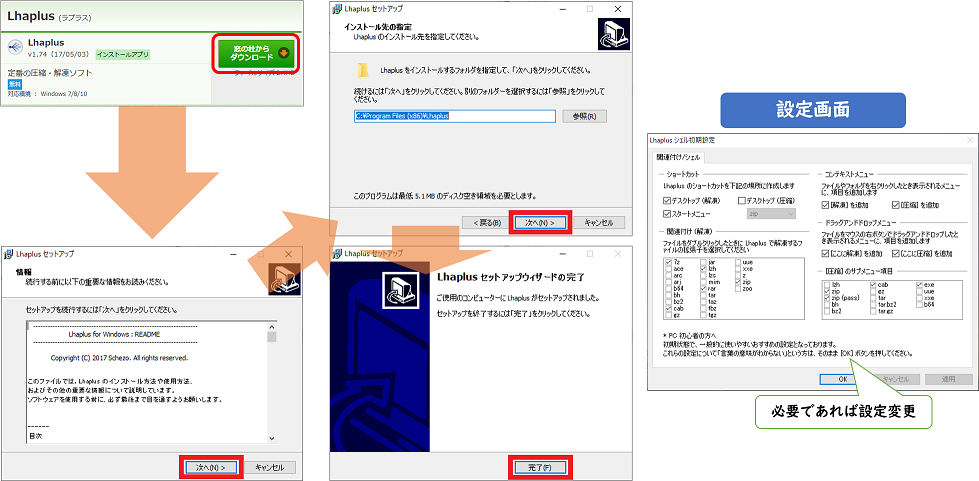 Lhaplus (ラプラス)
Lhaplus
v1.74 (17/05/03) インストールアプリ
窓の杜から
ダウンロード
定番の圧縮・解凍ソフト
無料
対応環境 : Windows 7/8/10
Lhaplus セットアップ
情報
続行する前に以下の重要な情報をお読みください。
セットアップを続行するには「次へ」をクリックしてください。
Lhaplus for Windows : README
Copyright (C) 2017 Schezo. All rights reserved.
このファイルでは、Lhaplus のインストール方法や使用方法、
およびその他の重要な情報について説明しています。
ソフトウェアを使用する前に、必ず最後まで目を通すようお願いします。
------
目次
次へ(N) >
キャンセル
Lhaplus セットアップ
インストール先の指定
Lhaplus のインストール先を指定してください。
Lhaplus をインストールするフォルダを指定して、「次へ」をクリックしてください。
続けるには「次へ」をクリックしてください。別のフォルダーを選択するには「参照」をクリックして
ください。
C:¥Program Files (x86)¥Lhaplus
参照(R)
このプログラムは最低 5.1 MB のディスク空き領域を必要とします。
< 戻る(B)
次へ(N) >
キャンセル
Lhaplus セットアップ
Lhaplus セットアップウィザードの完了
ご使用のコンピューターに Lhaplus がセットアップされました。
セットアップを終了するには「完了」をクリックしてください。
完了(F)
設定画面
Lhaplus シェル初期設定
関連付け/シェル
ショートカット
Lhaplus のショートカットを下記の場所に作成します
デスクトップ (解凍) デスクトップ (圧縮)
スタートメニュー zip
関連付け (解凍)
ファイルをダブルクリックしたときに Lhaplus で解凍するフ
ァイルの拡張子を選択してください
7z jar uue
ace lzh xxe
arc lzs z
arj mim zip
b64 rar zoo
bh tar
bz2 taz
cab tbz
gz tgz
コンテキストメニュー
ファイルやフォルダを右クリックしたとき表示されるメニュー
に、項目を追加します
[解凍] を追加 [圧縮] を追加
ドラッグアンドドロップメニュー
ファイルをマウスの右ボタンでドラッグアンドドロップしたと
き表示されるメニューに、項目を追加します
[ここに解凍] を追加 [ここに圧縮] を追加
[圧縮] のサブメニュー項目
lzh cab exe
zip gz uue
zip (pass) tar xxe
bh tar.bz2 b64
bz2 tar.gz
* PC 初心者の方へ
初期状態で、一般的に使いやすいおすすめの設定となっております。
これらの設定について「言葉の意味がわからない」という方は、そのまま [OK] ボタンを押してください。
OK
キャンセル
適用
必要であれば設定変更